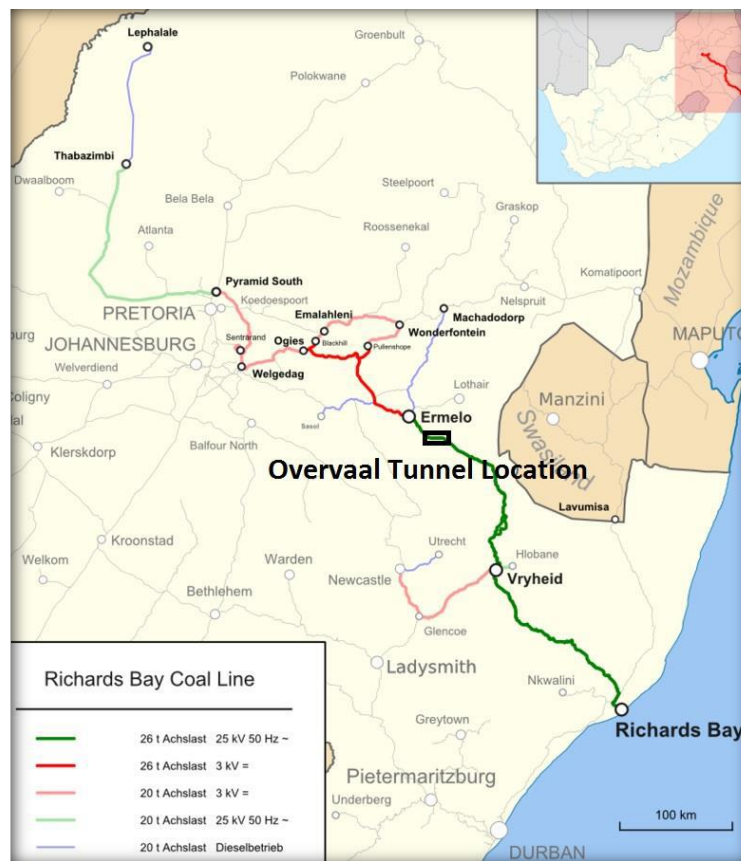 Lephalale
Groenbult
Polokwane
Thabazimbi
Dwaalboom
Bela Bela
Steelpoort
Graskop
Atlanta
Roossenekal
Mozambique
Pyramid South
Komatipoort
Koedoespoort
Nelspruit
PRETORIA
Emalahleni
Machadodorp
Wonderfontein
JOHANNESBURG
Sentrarand
Ogies
Blackhill
Pullenshope
MAPUTO
Welverdiend
Welgedag
Lothair
Coligny
Manzini
Sasol
Ermelo
Swasiland
Balfour North
Klerskdorp
Overvaal Tunnel Location
Lavumisa
Kroonstad
Utrecht
Hlobane
Welkom
Warden
Newcastle
Vryheid
Bethlehem
Glencoe
Ladysmith
Nkwalini
Richards Bay
Greytown
Pietermaritzburg
Underberg
100 km
DURBAN
Richards Bay Coal Line
26 t Achslast 25 kV 50 Hz ~
26 t Achslast 3 kV =
20 t Achslast 3 kV =
20 t Achslast 25 kV 50 Hz ~
20 t Achslast Dieselbetrieb